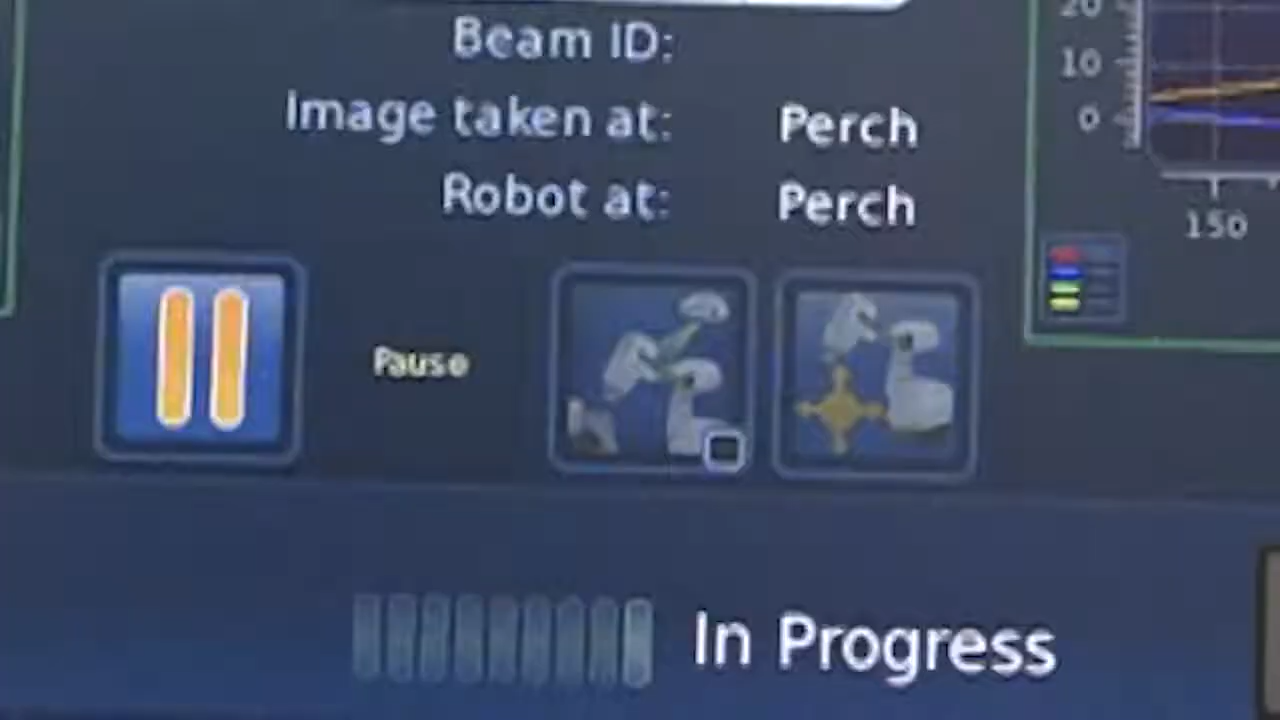 Beam ID:
Image taken at: Perch
Robot at: Perch
Pause
In Progress
20
10
0
150